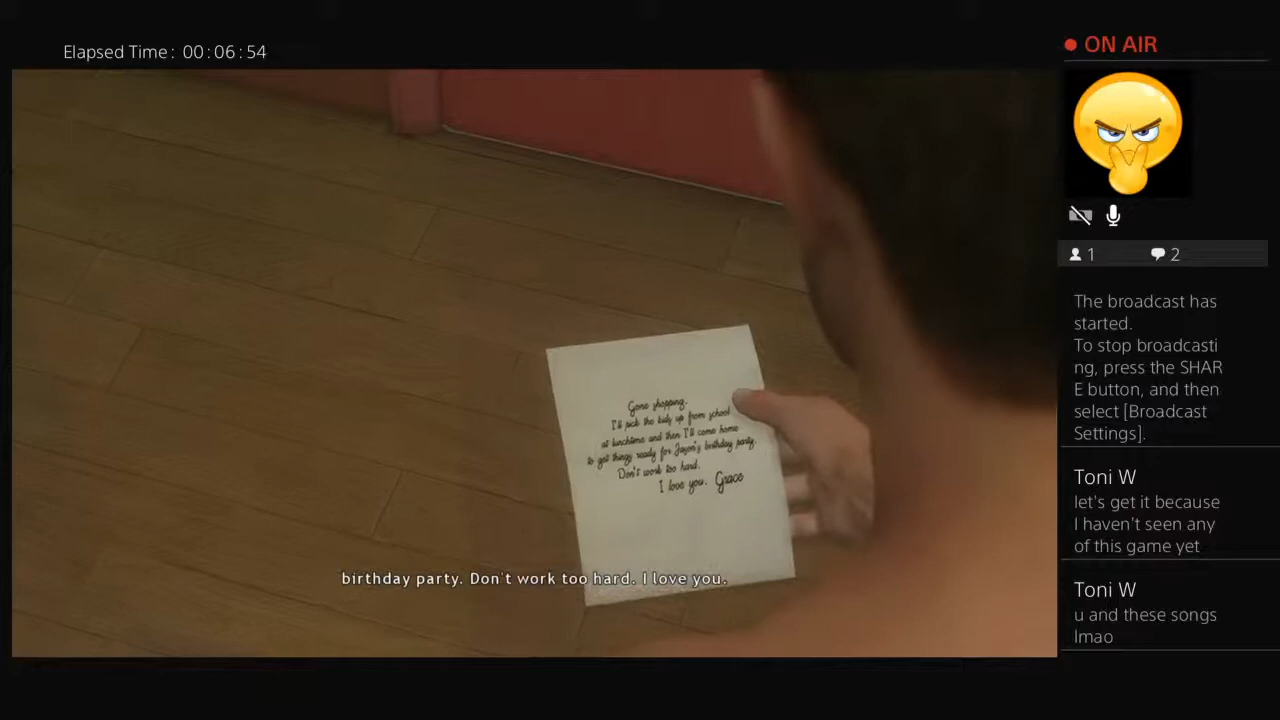 Elapsed Time: 00:06:54
ON AIR
1
2
The broadcast has
started.
To stop broadcasti
ng, press the SHAR
E button, and then
select [Broadcast
Settings].
Toni W
let's get it because
I haven't seen any
of this game yet
Toni W
u and these songs
lmao
Gone shopping.
I'll pick the kids up from school
at lunchtime and then I'll come home
to get things ready for Jason's birthday party.
Don't work too hard.
I love you. Grace
birthday party. Don't work too hard. I love you.